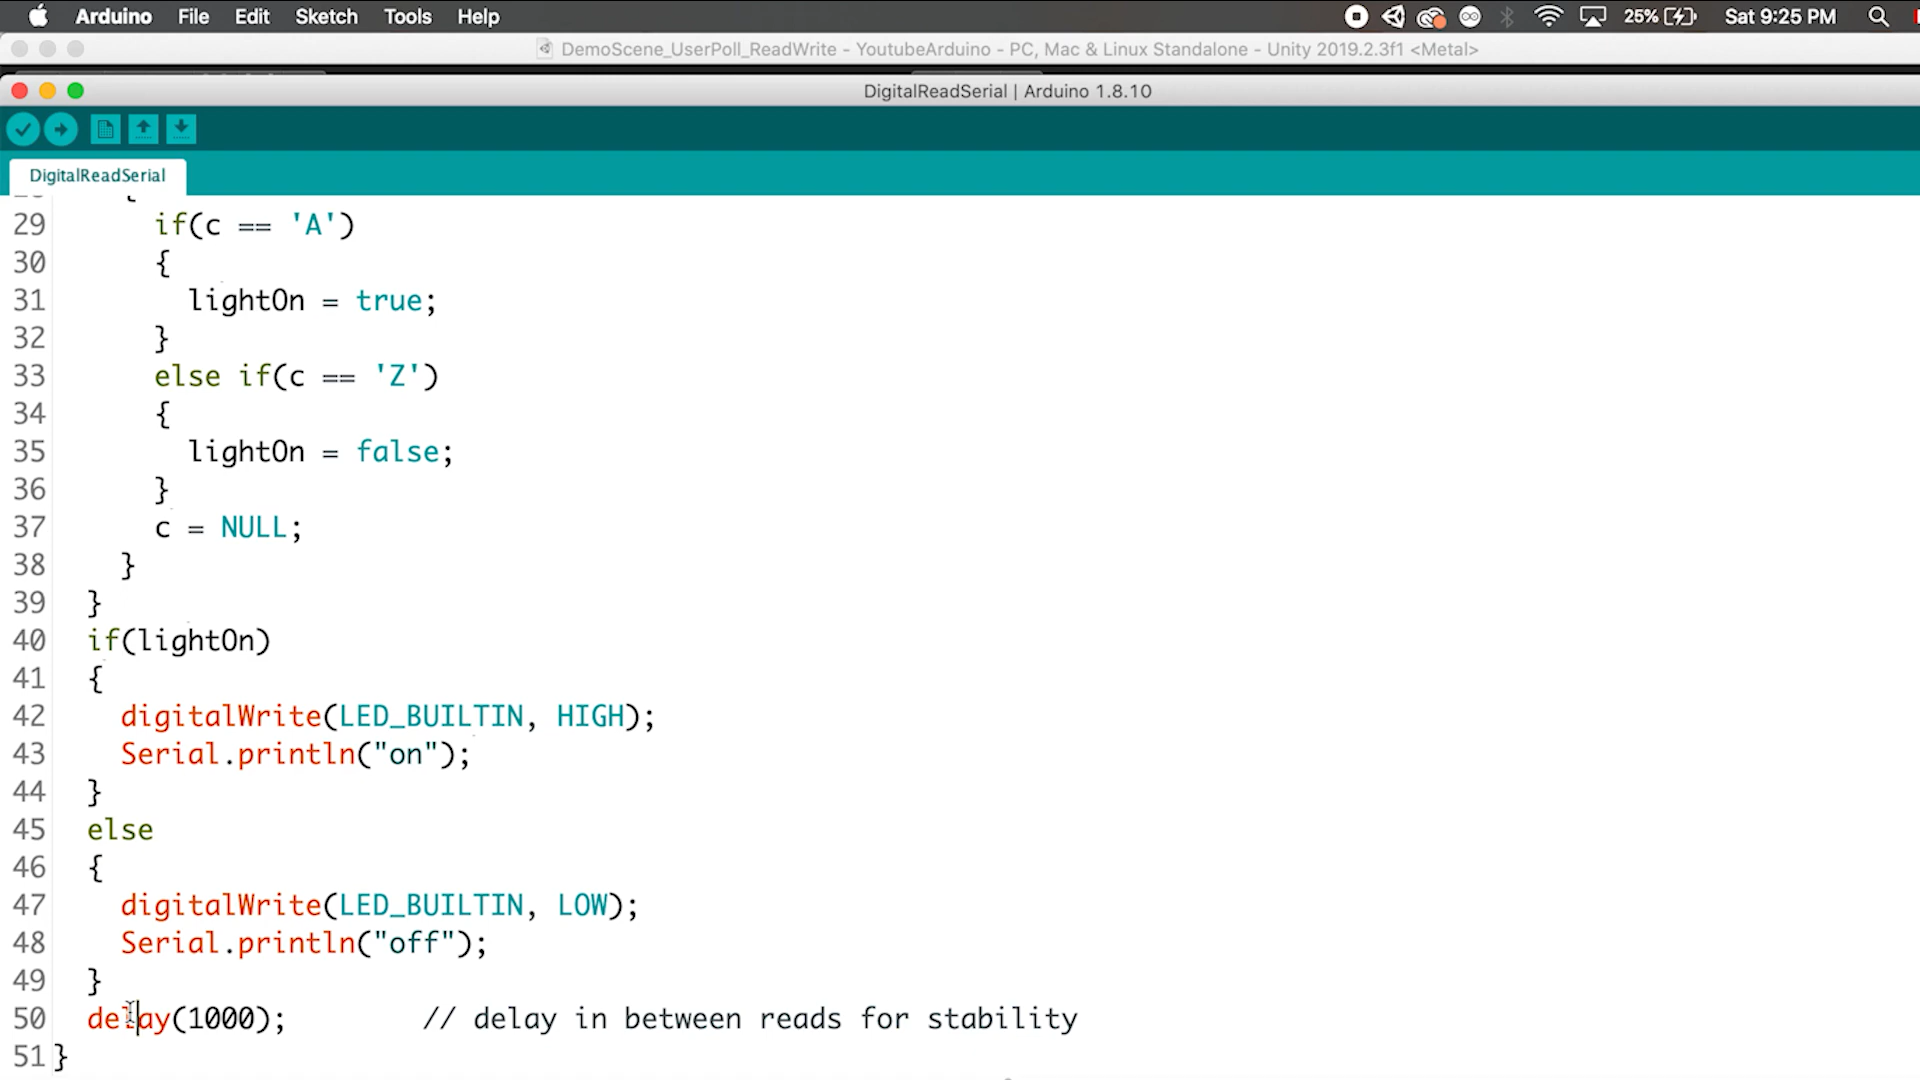 Arduino File Edit Sketch Tools Help 25% Sat 9:25 PM
DemoScene_UserPoll_ReadWrite - YoutubeArduino - PC, Mac & Linux Standalone - Unity 2019.2.3f1 <Metal>
DigitalReadSerial | Arduino 1.8.10
DigitalReadSerial
{
29 if(c == 'A')
30 {
31 lightOn = true;
32 }
33 else if(c == 'Z')
34 {
35 lightOn = false;
36 }
37 c = NULL;
38 }
39 }
40 if(lightOn)
41 {
42 digitalWrite(LED_BUILTIN, HIGH);
43 Serial.println("on");
44 }
45 else
46 {
47 digitalWrite(LED_BUILTIN, LOW);
48 Serial.println("off");
49 }
50 delay(1000); // delay in between reads for stability
51 }